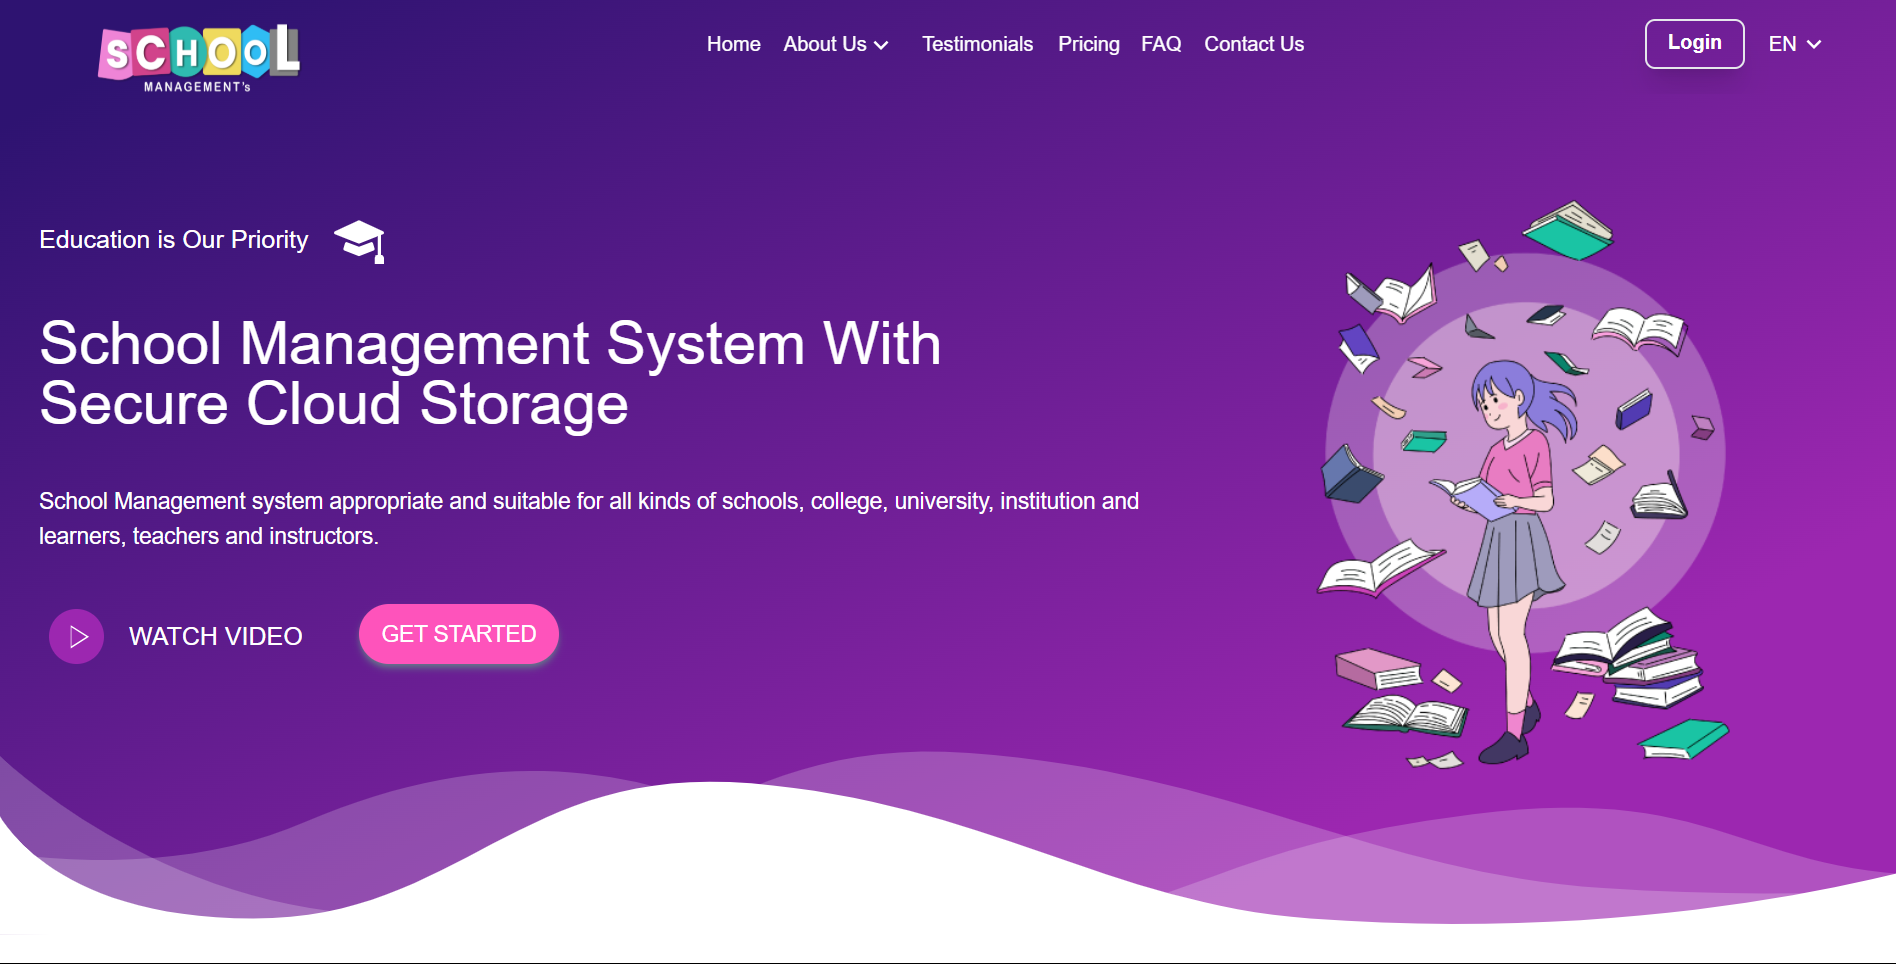 SCHOOL
MANAGEMENT's
Home About Us Testimonials Pricing FAQ Contact Us
Login EN
Education is Our Priority
School Management System With
Secure Cloud Storage
School Management system appropriate and suitable for all kinds of schools, college, university, institution and
learners, teachers and instructors.
WATCH VIDEO GET STARTED